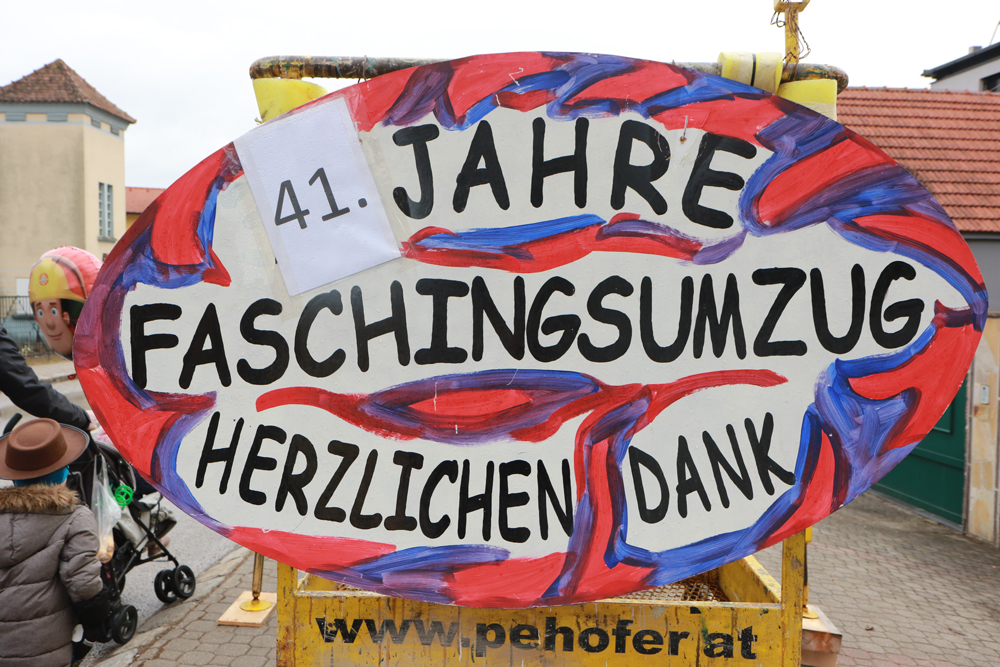 41. JAHRE
FASCHINGSUMZUG
HERZLICHEN DANK
www.pehofer at